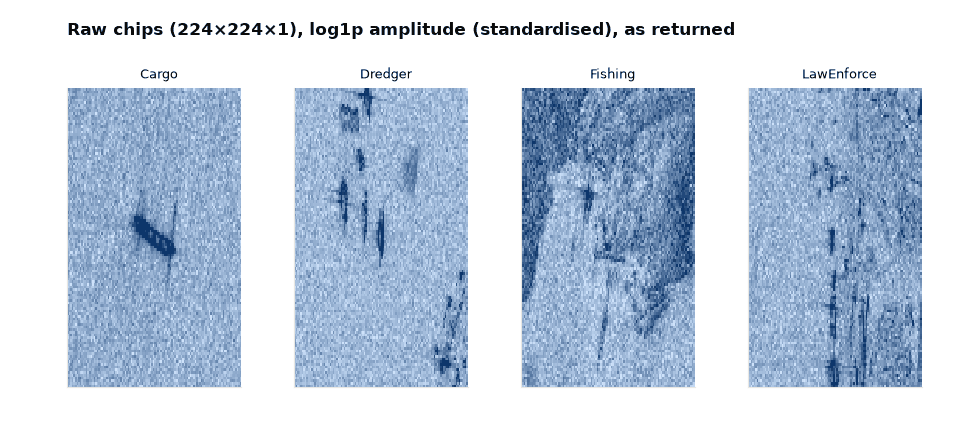 Raw chips (224×224×1), log1p amplitude (standardised), as returned
Cargo
Dredger
Fishing
LawEnforce